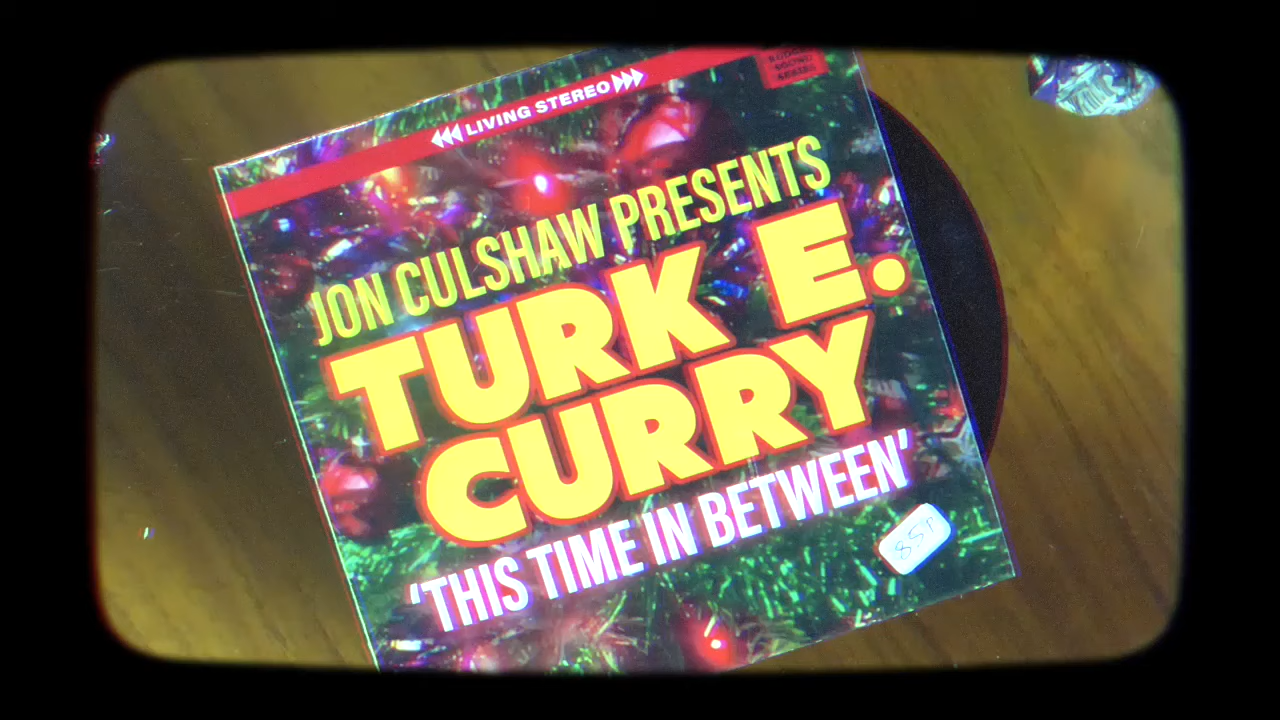 LIVING STEREO
JON CULSHAW PRESENTS
TURK E.
CURRY
'THIS TIME IN BETWEEN'
85P